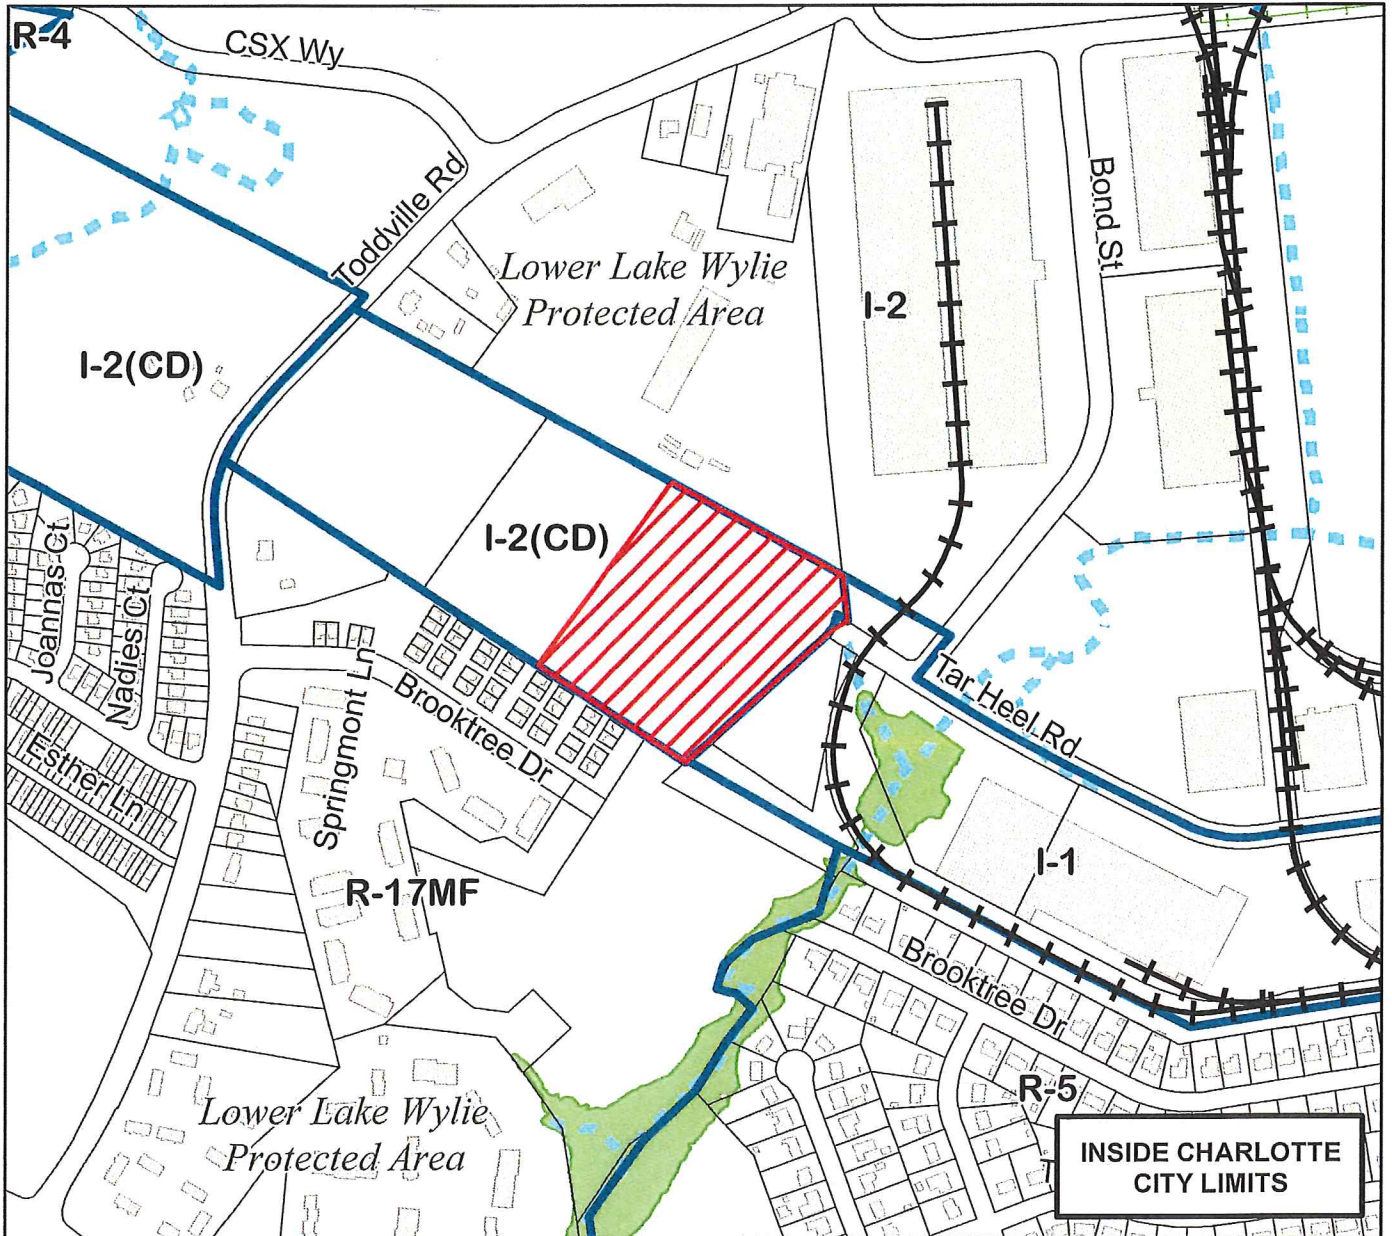 R-4
CSX Wy
Toddville Rd
Bond St
Lower Lake Wylie
Protected Area
I-2
I-2(CD)
I-2(CD)
Joannas Ct
Nadies Ct
Esther Ln
Springmont Ln
Brooktree Dr
Tar Heel Rd
I-1
R-17MF
Brooktree Dr
R-5
Lower Lake Wylie
Protected Area
INSIDE CHARLOTTE
CITY LIMITS